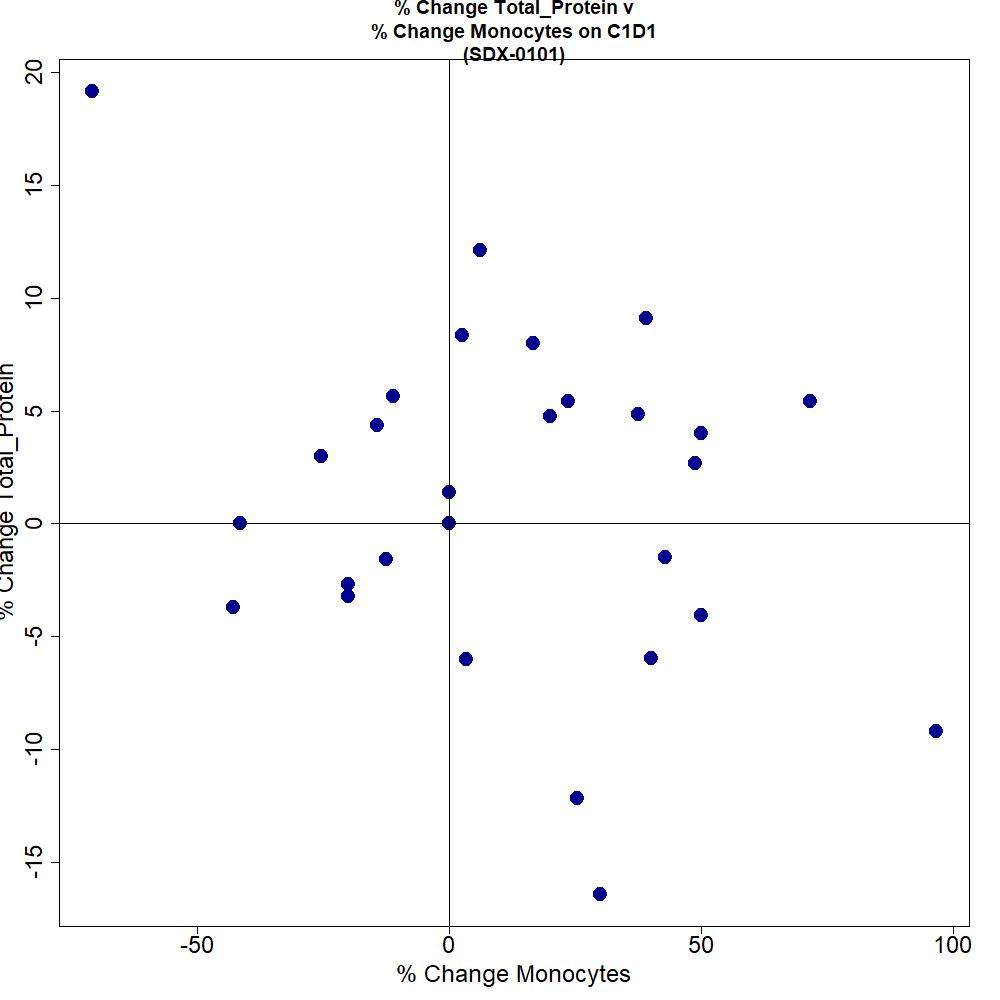 % Change Total_Protein v
% Change Monocytes on C1D1
(SDX-0101)
20
15
10
5
0
-5
-10
-15
% Change Total_Protein
-50
0
50
100
% Change Monocytes